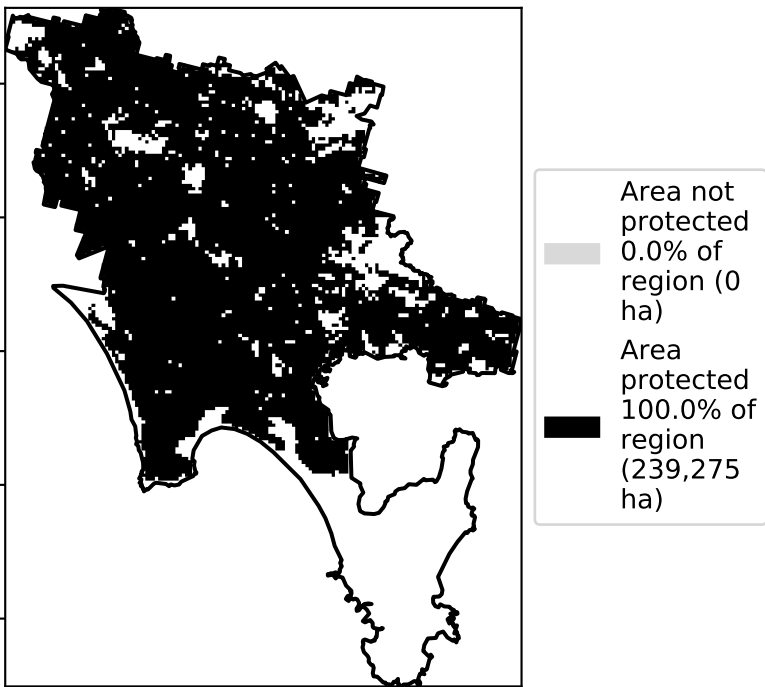 Area not
protected
0.0% of
region (0
ha)
Area
protected
100.0% of
region
(239,275
ha)